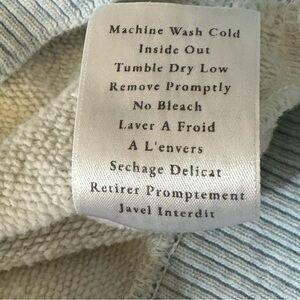 Machine Wash Cold
Inside Out
Tumble Dry Low
Remove Promptly
No Bleach
Laver A Froid
A L'envers
Sechage Delicat
Retirer Promptement
Javel Interdit